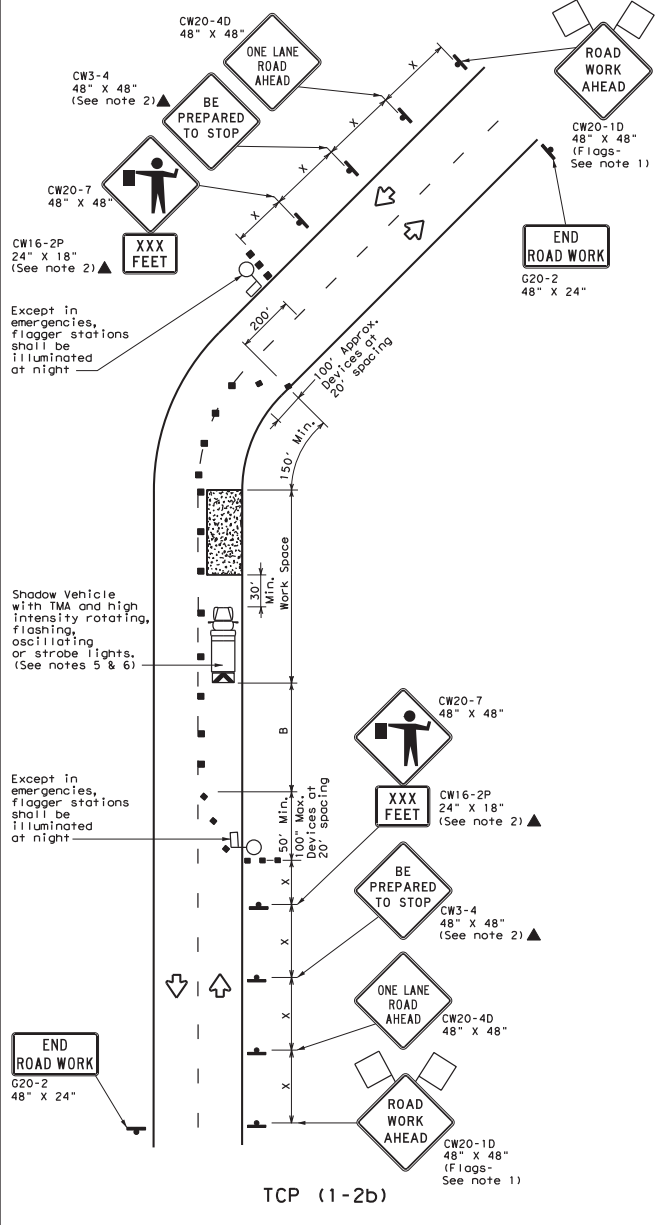 CW20-4D
48" X 48"
ONE LANE
ROAD
AHEAD
ROAD
WORK
AHEAD
CW20-1D
48" X 48"
(Flags-
See note 1)
CW3-4
48" X 48"
(See note 2)
BE
PREPARED
TO STOP
CW20-7
48" X 48"
XXX
FEET
CW16-2P
24" X 18"
(See note 2)
X
X
X
X
END
ROAD WORK
G20-2
48" X 24"
Except in
emergencies,
flagger stations
shall be
illuminated
at night
200'
100' Approx.
Devices at
20' spacing
150' Min.
Work Space
30'
Min.
Shadow Vehicle
with TMA and high
intensity rotating,
flashing,
oscillating
or strobe lights.
(See notes 5 & 6)
B
CW20-7
48" X 48"
XXX
FEET
CW16-2P
24" X 18"
(See note 2)
Except in
emergencies,
flagger stations
shall be
illuminated
at night
50' Min.
100" Max.
Devices at
20' spacing
X
X
X
X
BE
PREPARED
TO STOP
CW3-4
48" X 48"
(See note 2)
ONE LANE
ROAD
AHEAD
CW20-4D
48" X 48"
END
ROAD WORK
G20-2
48" X 24"
ROAD
WORK
AHEAD
CW20-1D
48" X 48"
(Flags-
See note 1)
TCP (1-2b)